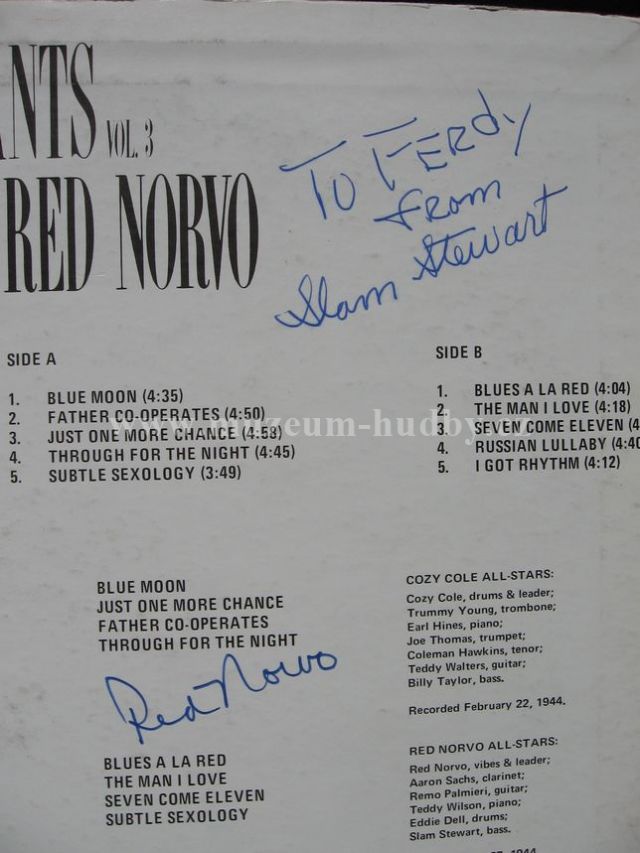 ANTS VOL. 3
RED NORVO
TO FERDY
FROM
Slam Stewart
SIDE A
1. BLUE MOON (4:35)
2. FATHER CO-OPERATES (4:50)
3. JUST ONE MORE CHANCE (4:53)
4. THROUGH FOR THE NIGHT (4:45)
5. SUBTLE SEXOLOGY (3:49)
SIDE B
1. BLUES A LA RED (4:04)
2. THE MAN I LOVE (4:18)
3. SEVEN COME ELEVEN (4
4. RUSSIAN LULLABY (4:40
5. I GOT RHYTHM (4:12)
www.muzeum-hudby.cz
BLUE MOON
JUST ONE MORE CHANCE
FATHER CO-OPERATES
THROUGH FOR THE NIGHT
Red Norvo
BLUES A LA RED
THE MAN I LOVE
SEVEN COME ELEVEN
SUBTLE SEXOLOGY
COZY COLE ALL-STARS:
Cozy Cole, drums & leader;
Trummy Young, trombone;
Earl Hines, piano;
Joe Thomas, trumpet;
Coleman Hawkins, tenor;
Teddy Walters, guitar;
Billy Taylor, bass.
Recorded February 22, 1944.
RED NORVO ALL-STARS:
Red Norvo, vibes & leader;
Aaron Sachs, clarinet;
Remo Palmieri, guitar;
Teddy Wilson, piano;
Eddie Dell, drums;
Slam Stewart, bass.